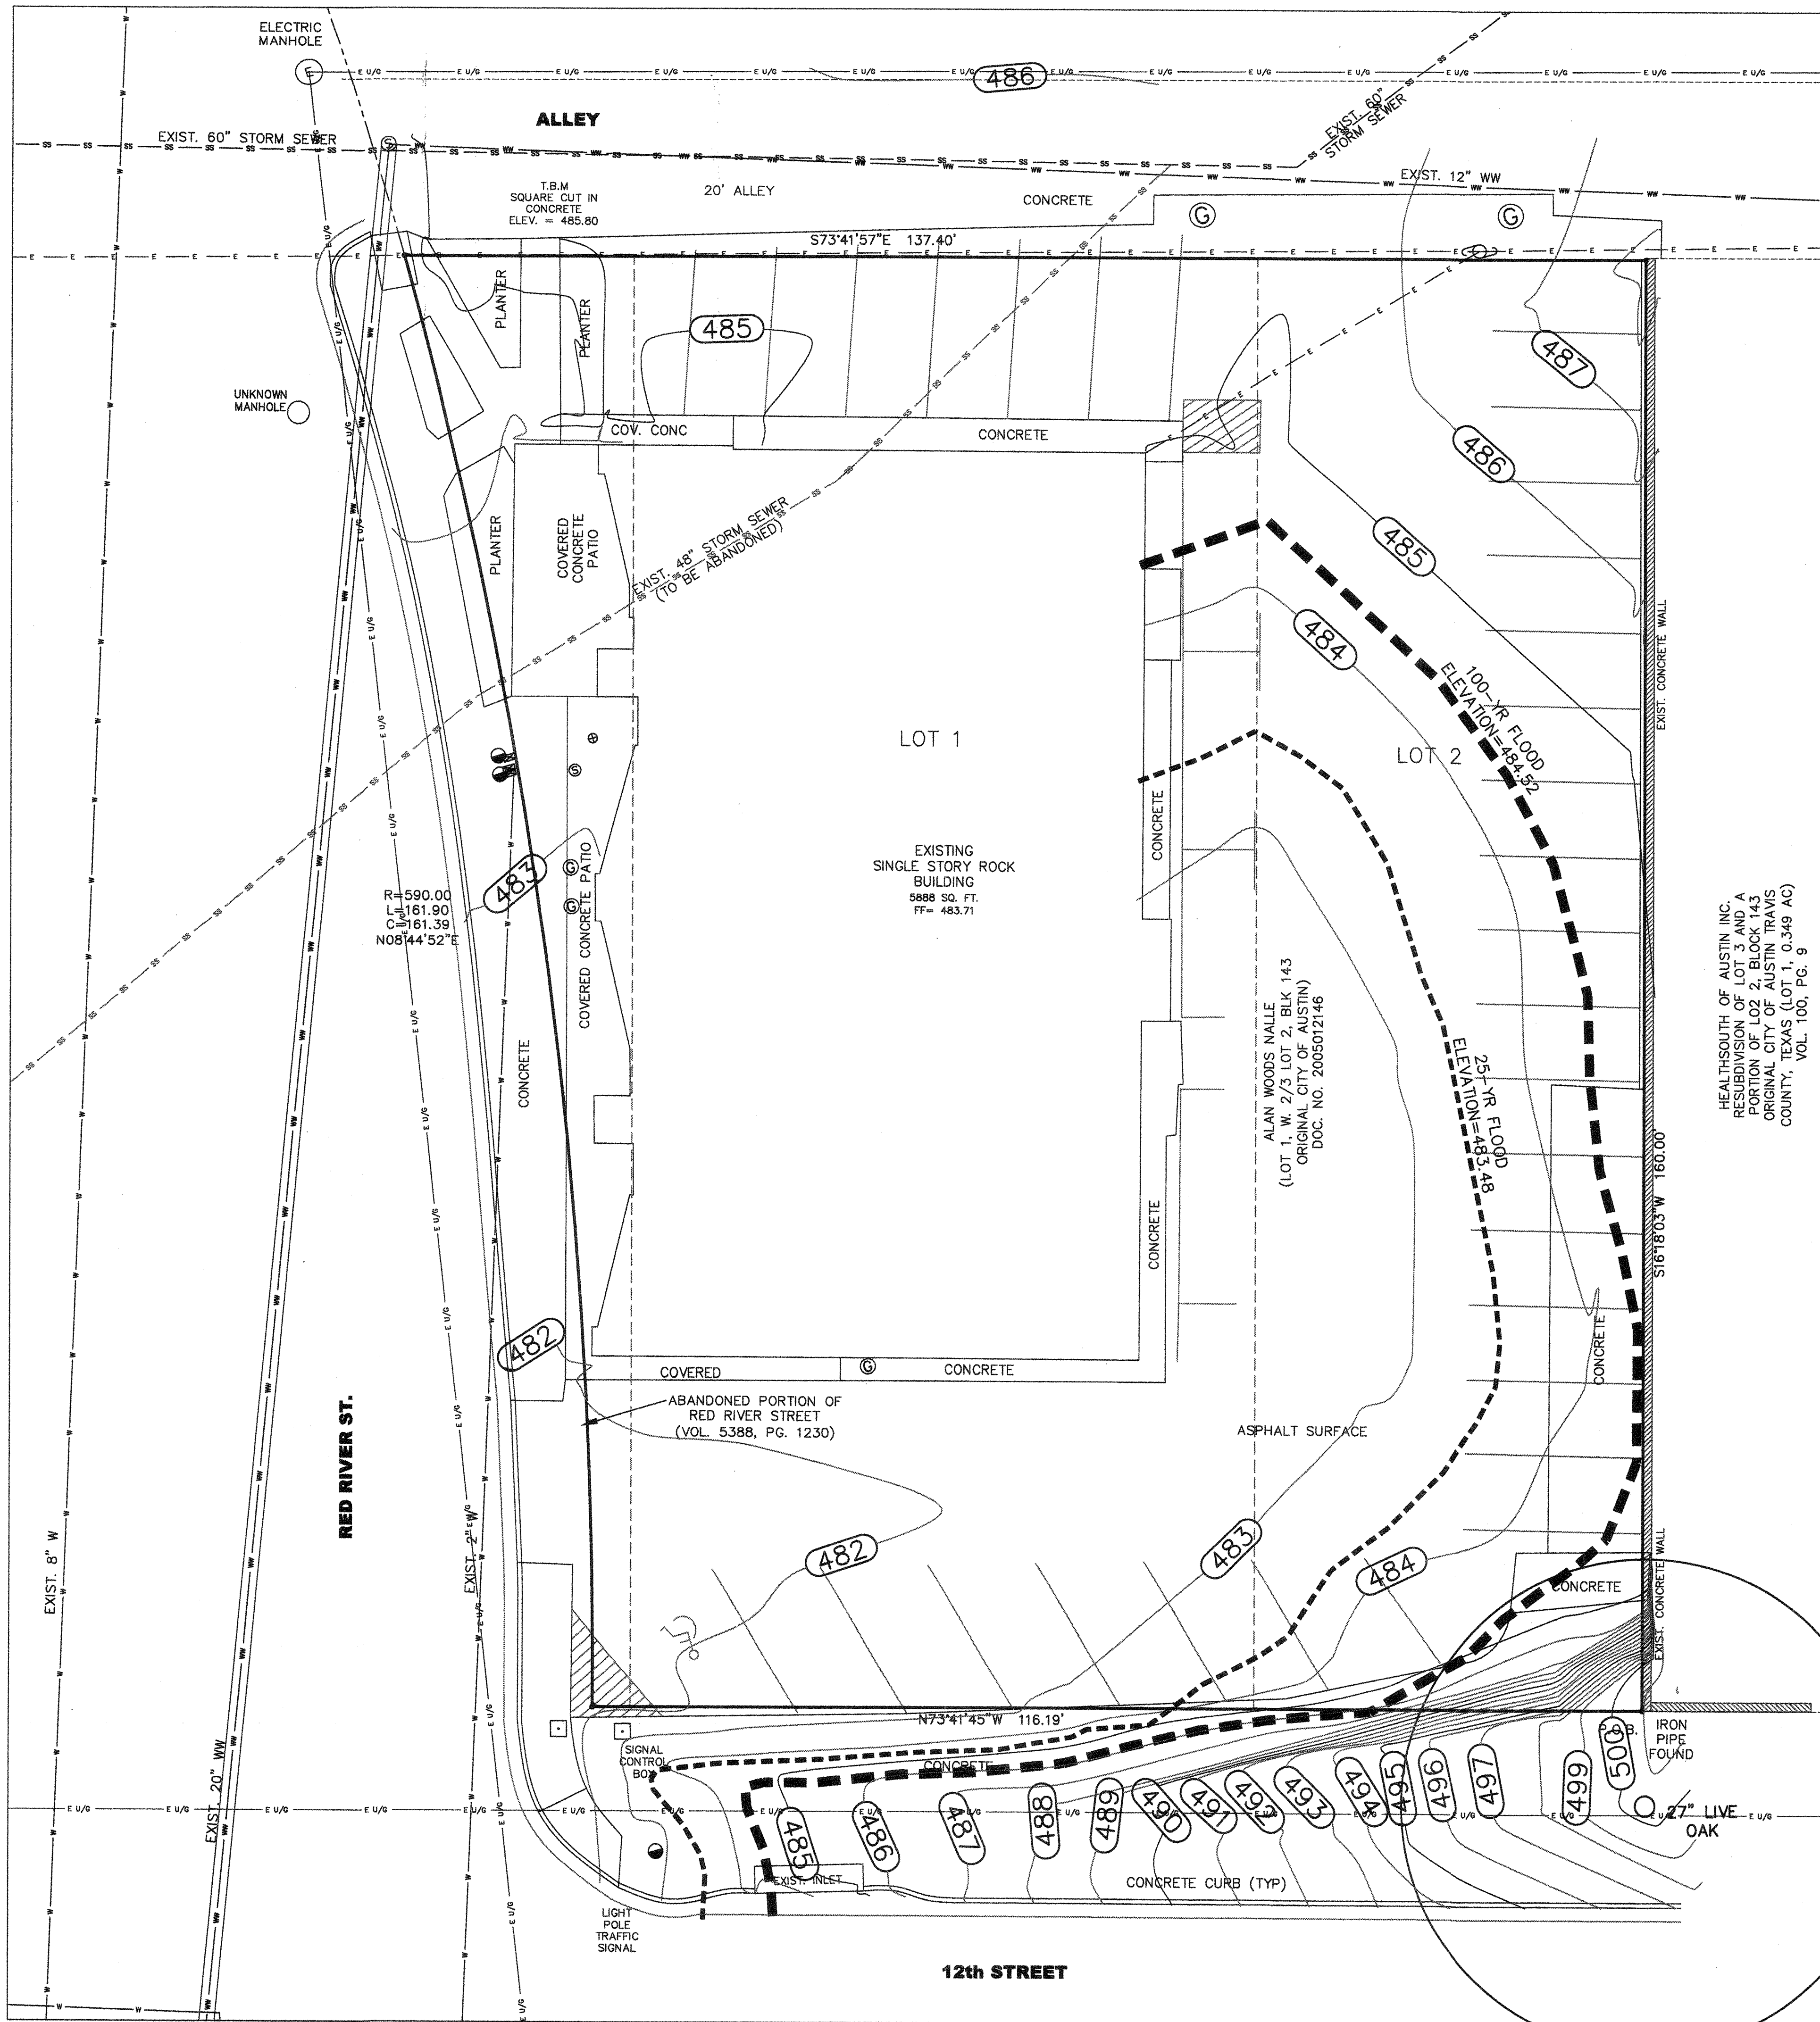 ELECTRIC
MANHOLE
E
E U/G
486
ALLEY
EXIST. 60" STORM SEWER
EXIST. 60"
STORM SEWER
S
T.B.M
SQUARE CUT IN
CONCRETE
ELEV. = 485.80
20' ALLEY
CONCRETE
EXIST. 12" WW
G
G
S73°41'57"E 137.40'
PLANTER
PLANTER
485
487
UNKNOWN
MANHOLE
COV. CONC
CONCRETE
486
PLANTER
COVERED
CONCRETE
PATIO
EXIST. 48" STORM SEWER
(TO BE ABANDONED)
485
484
100-YR FLOOD
ELEVATION=484.52
EXIST. CONCRETE WALL
LOT 1
LOT 2
S
CONCRETE
EXISTING
SINGLE STORY ROCK
BUILDING
5888 SQ. FT.
FF= 483.71
483
G
G
R=590.00
L=161.90
C=161.39
N08°44'52"E
COVERED CONCRETE PATIO
CONCRETE
ALAN WOODS NALLE
(LOT 1, W. 2/3 LOT 2, BLK 143
ORIGINAL CITY OF AUSTIN)
DOC. NO. 2005012146
25-YR FLOOD
ELEVATION=483.48
HEALTHSOUTH OF AUSTIN INC.
RESUBDIVISION OF LOT 3 AND A
PORTION OF LO2 2, BLOCK 143
ORIGINAL CITY OF AUSTIN TRAVIS
COUNTY, TEXAS (LOT 1, 0.349 AC)
VOL. 100, PG. 9
S16°18'03"W 160.00'
CONCRETE
CONCRETE
482
COVERED
G
CONCRETE
ABANDONED PORTION OF
RED RIVER STREET
(VOL. 5388, PG. 1230)
ASPHALT SURFACE
RED RIVER ST.
EXIST. 8" W
EXIST. 2" W
482
483
484
CONCRETE
EXIST. CONCRETE WALL
N73°41'45"W 116.19'
SIGNAL
CONTROL
BOX
CONCRETE
P.O.B.
IRON
PIPE
FOUND
EXIST. 20" WW
485
486
487
488
489
490
491
492
493
494
495
496
497
499
500
27" LIVE
OAK
EXIST. INLET
CONCRETE CURB (TYP)
LIGHT
POLE
TRAFFIC
SIGNAL
12th STREET